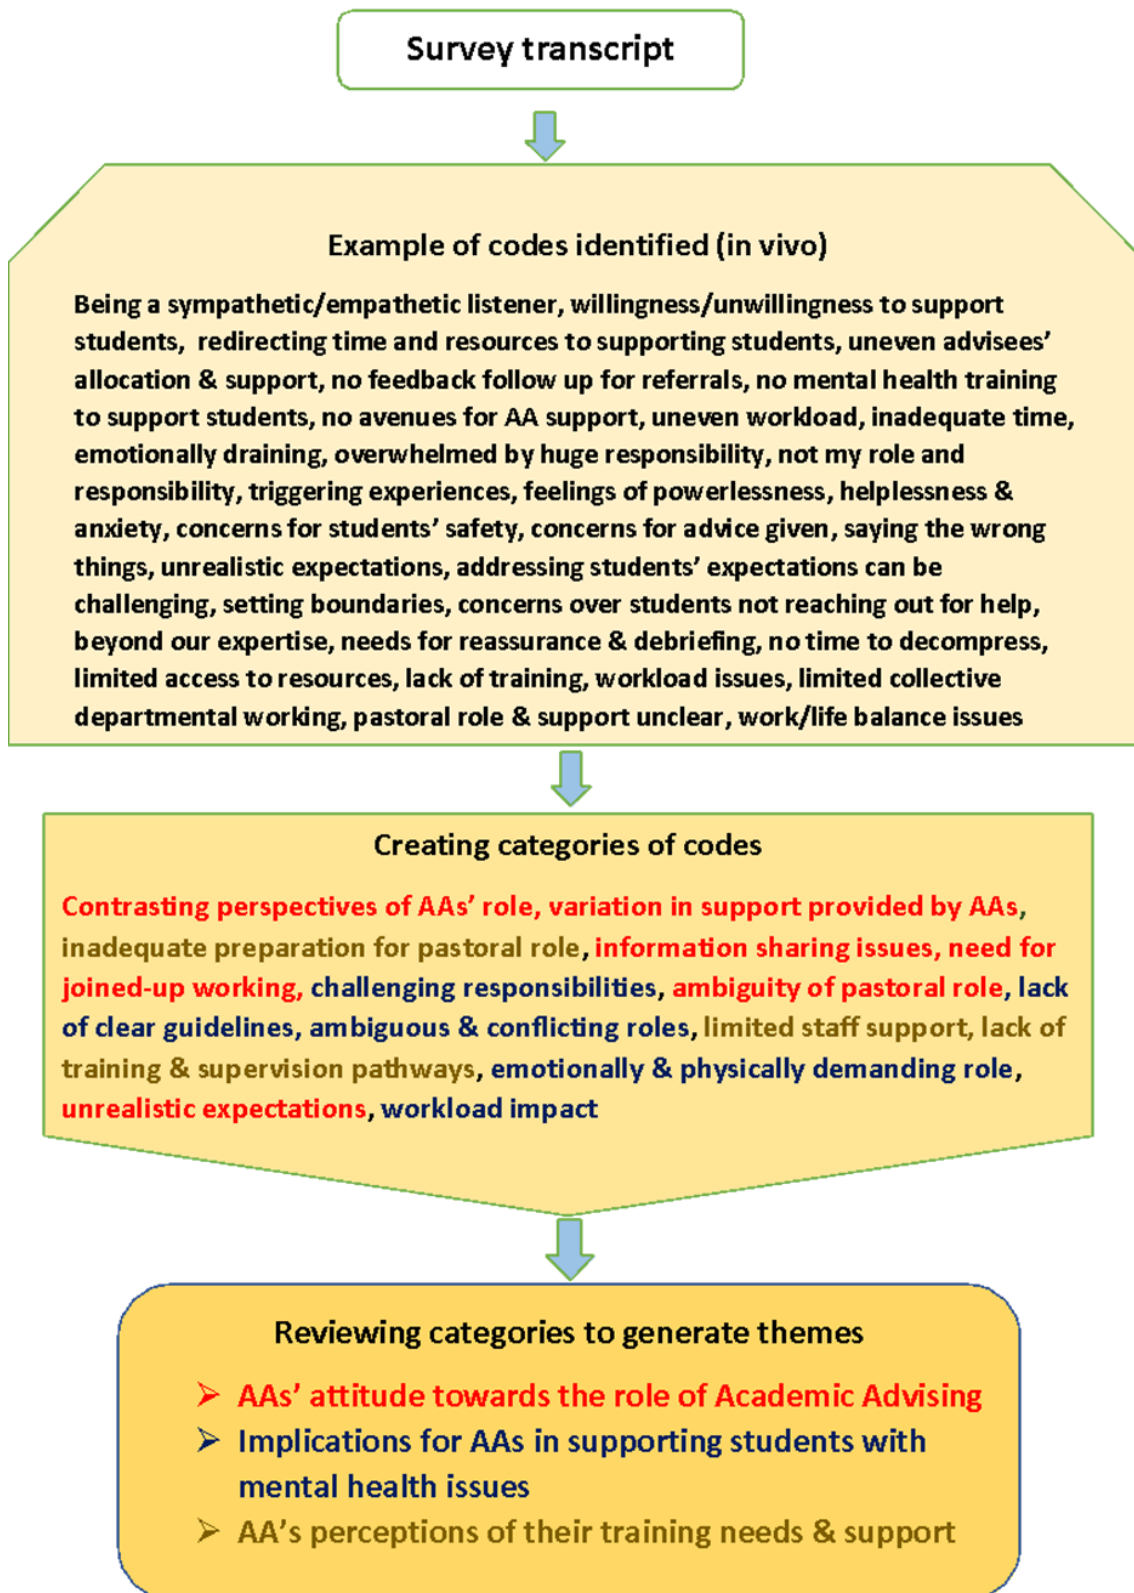 Survey transcript
Example of codes identified (in vivo)
Being a sympathetic/empathetic listener, willingness/unwillingness to support
students, redirecting time and resources to supporting students, uneven advisees’
allocation & support, no feedback follow up for referrals, no mental health training
to support students, no avenues for AA support, uneven workload, inadequate time,
emotionally draining, overwhelmed by huge responsibility, not my role and
responsibility, triggering experiences, feelings of powerlessness, helplessness &
anxiety, concerns for students’ safety, concerns for advice given, saying the wrong
things, unrealistic expectations, addressing students’ expectations can be
challenging, setting boundaries, concerns over students not reaching out for help,
beyond our expertise, needs for reassurance & debriefing, no time to decompress,
limited access to resources, lack of training, workload issues, limited collective
departmental working, pastoral role & support unclear, work/life balance issues
Creating categories of codes
Contrasting perspectives of AAs’ role, variation in support provided by AAs,
inadequate preparation for pastoral role, information sharing issues, need for
joined-up working, challenging responsibilities, ambiguity of pastoral role, lack
of clear guidelines, ambiguous & conflicting roles, limited staff support, lack of
training & supervision pathways, emotionally & physically demanding role,
unrealistic expectations, workload impact
Reviewing categories to generate themes
➢ AAs’ attitude towards the role of Academic Advising
➢ Implications for AAs in supporting students with
mental health issues
➢ AA’s perceptions of their training needs & support